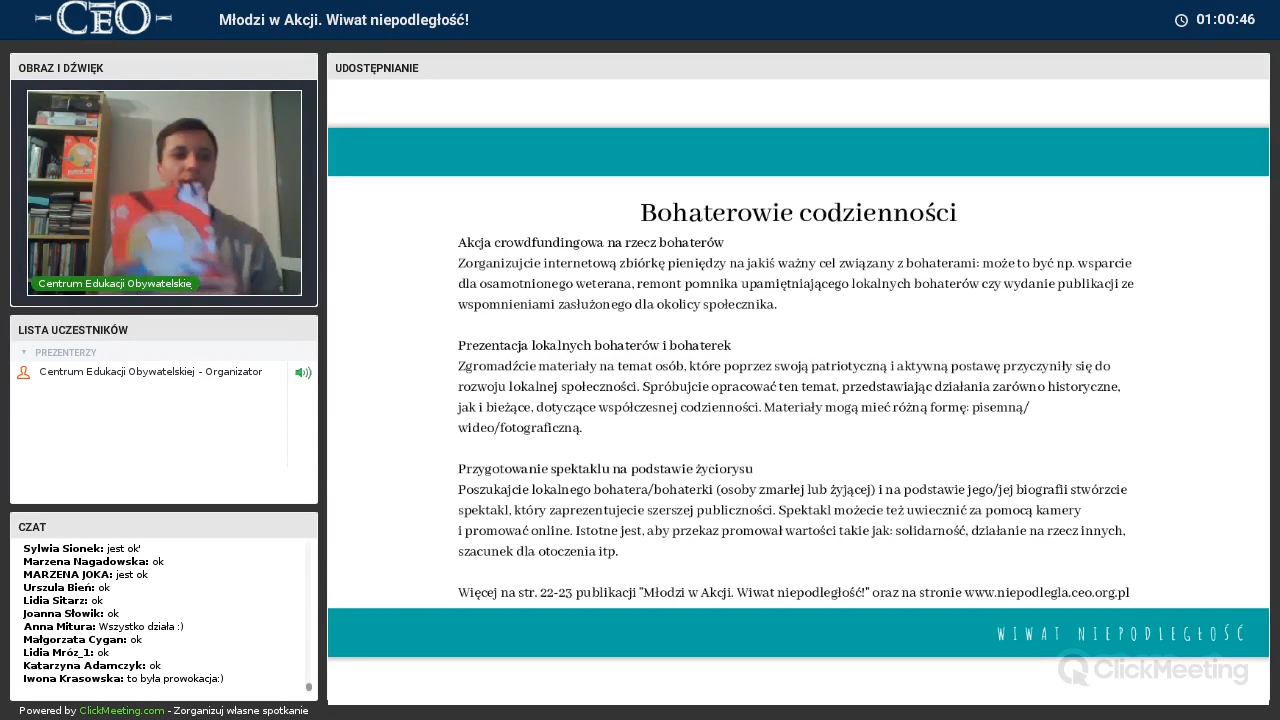 CEO
Młodzi w Akcji. Wiwat niepodległość!
01:00:46
OBRAZ I DŹWIĘK
Centrum Edukacji Obywatelskie
LISTA UCZESTNIKÓW
PREZENTERZY
Centrum Edukacji Obywatelskiej - Organizator
CZAT
Sylwia Sionek: jest ok'
Marzena Nagadowska: ok
MARZENA JOKA: jest ok
Urszula Bień: ok
Lidia Sitarz: ok
Joanna Słowik: ok
Anna Mitura: Wszystko działa :)
Małgorzata Cygan: ok
Lidia Mróz_1: ok
Katarzyna Adamczyk: ok
Iwona Krasowska: to była prowokacja:)
Powered by ClickMeeting.com - Zorganizuj własne spotkanie
UDOSTĘPNIANIE
Bohaterowie codzienności
Akcja crowdfundingowa na rzecz bohaterów
Zorganizujcie internetową zbiórkę pieniędzy na jakiś ważny cel związany z bohaterami: może to być np. wsparcie
dla osamotnionego weterana, remont pomnika upamiętniającego lokalnych bohaterów czy wydanie publikacji ze
wspomnieniami zasłużonego dla okolicy społecznika.
Prezentacja lokalnych bohaterów i bohaterek
Zgromadźcie materiały na temat osób, które poprzez swoją patriotyczną i aktywną postawę przyczyniły się do
rozwoju lokalnej społeczności. Spróbujcie opracować ten temat, przedstawiając działania zarówno historyczne,
jak i bieżące, dotyczące współczesnej codzienności. Materiały mogą mieć różną formę: pisemną/
wideo/fotograficzną.
Przygotowanie spektaklu na podstawie życiorysu
Poszukajcie lokalnego bohatera/bohaterki (osoby zmarłej lub żyjącej) i na podstawie jego/jej biografii stwórzcie
spektakl, który zaprezentujecie szerszej publiczności. Spektakl możecie też uwiecznić za pomocą kamery
i promować online. Istotne jest, aby przekaz promował wartości takie jak: solidarność, działanie na rzecz innych,
szacunek dla otoczenia itp.
Więcej na str. 22-23 publikacji "Młodzi w Akcji. Wiwat niepodległość!" oraz na stronie www.niepodlegla.ceo.org.pl
WIWAT NIEPODLEGŁOŚĆ
ClickMeeting